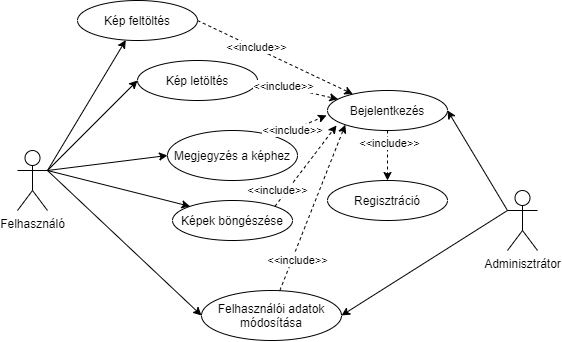 Kép feltöltés
<<include>>
Kép letöltés
<<include>>
Bejelentkezés
<<include>>
<<include>>
Megjegyzés a képhez
<<include>>
Regisztráció
Képek böngészése
Felhasználó
<<include>>
Adminisztrátor
Felhasználói adatok
módosítása